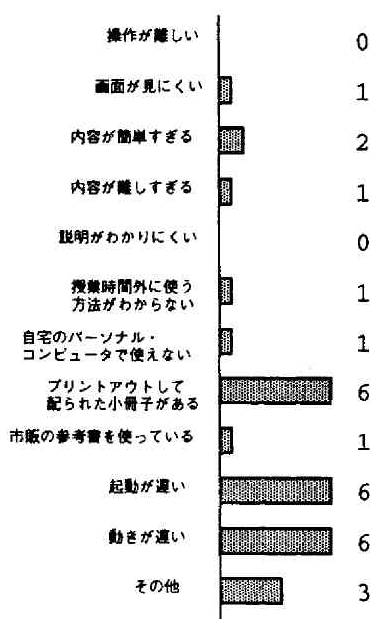 操作が難しい 0
画面が見にくい 1
内容が簡単すぎる 2
内容が難しすぎる 1
説明がわかりにくい 0
授業時間外に使う
方法がわからない 1
自宅のパーソナル・
コンピュータで使えない 1
プリントアウトして
配られた小冊子がある 6
市販の参考書を使っている 1
起動が遅い 6
動きが遅い 6
その他 3